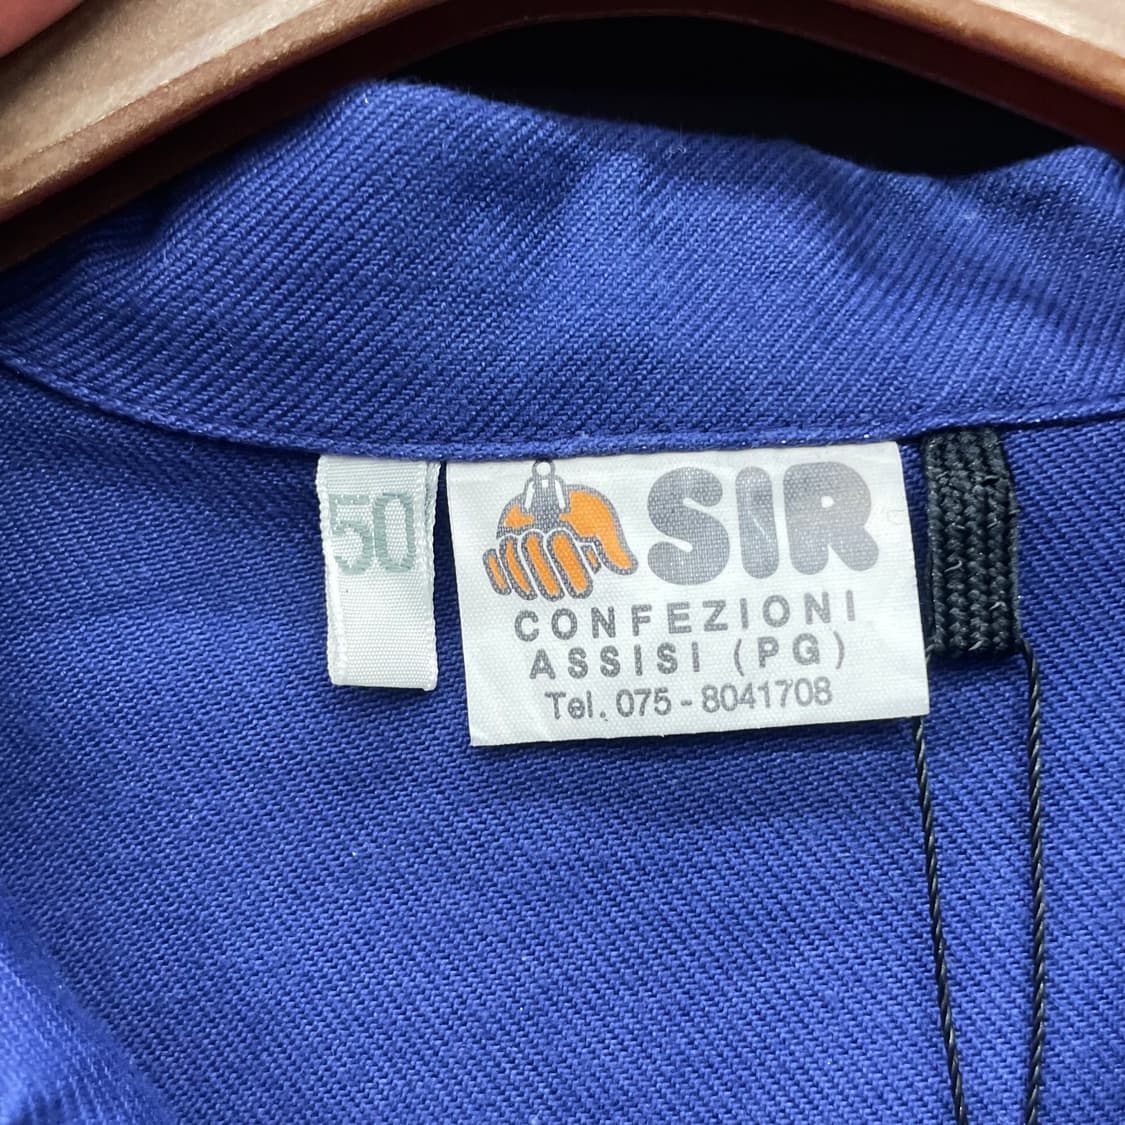 50
SIR
CONFEZIONI
ASSISI (PG)
Tel. 075-8041708